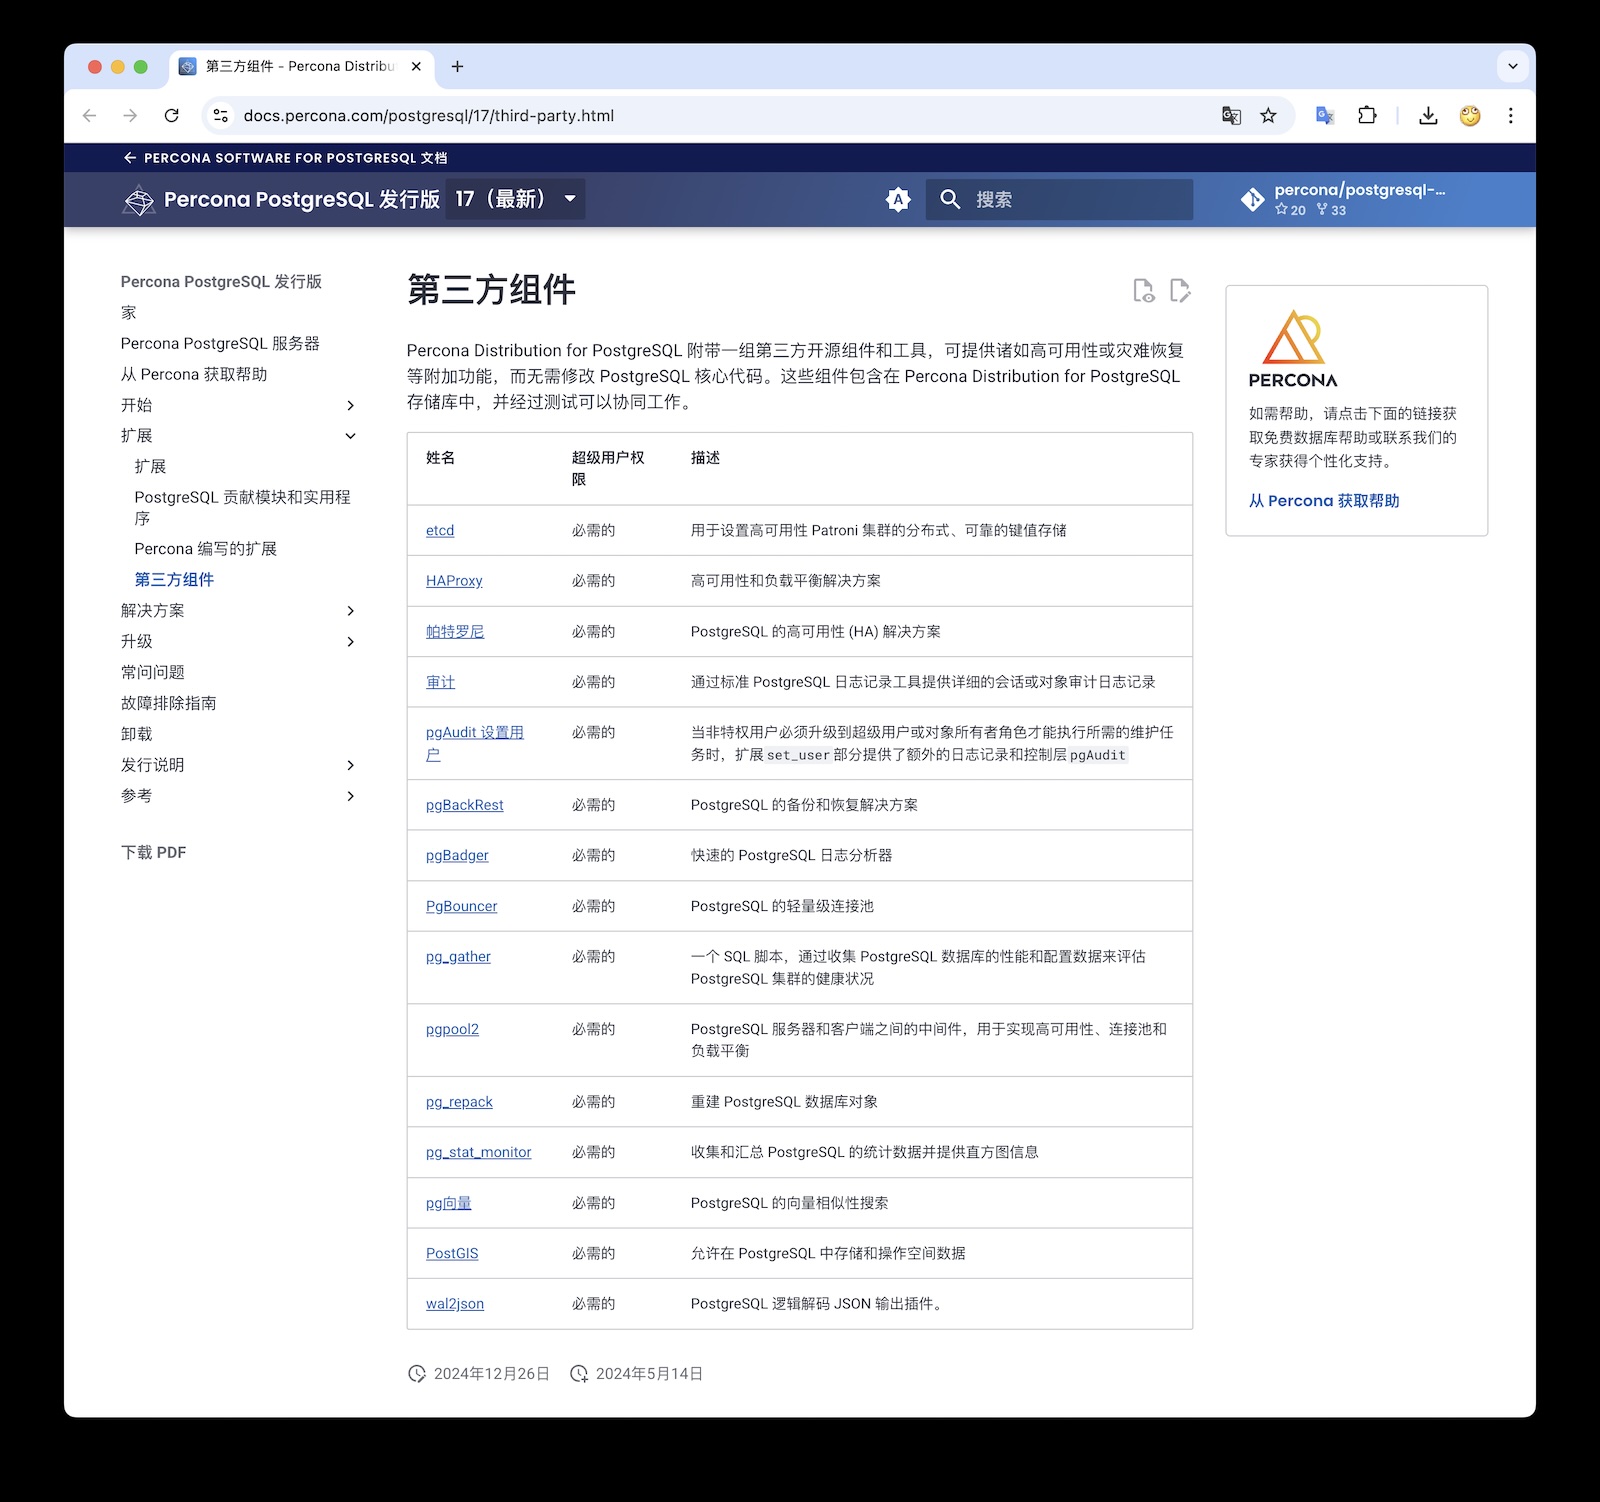 第三方组件 - Percona Distribu
docs.percona.com/postgresql/17/third-party.html
PERCONA SOFTWARE FOR POSTGRESQL 文档
Percona PostgreSQL 发行版 17（最新）
搜索
percona/postgresql-...
20 33
Percona PostgreSQL 发行版
家
Percona PostgreSQL 服务器
从 Percona 获取帮助
开始
扩展
扩展
PostgreSQL 贡献模块和实用程
序
Percona 编写的扩展
第三方组件
解决方案
升级
常问问题
故障排除指南
卸载
发行说明
参考
下载 PDF
第三方组件
Percona Distribution for PostgreSQL 附带一组第三方开源组件和工具，可提供诸如高可用性或灾难恢复
等附加功能，而无需修改 PostgreSQL 核心代码。这些组件包含在 Percona Distribution for PostgreSQL
存储库中，并经过测试可以协同工作。
姓名 超级用户权 描述
限
etcd 必需的 用于设置高可用性 Patroni 集群的分布式、可靠的键值存储
HAProxy 必需的 高可用性和负载平衡解决方案
帕特罗尼 必需的 PostgreSQL 的高可用性 (HA) 解决方案
审计 必需的 通过标准 PostgreSQL 日志记录工具提供详细的会话或对象审计日志记录
pgAudit 设置用 必需的 当非特权用户必须升级到超级用户或对象所有者角色才能执行所需的维护任
户 务时，扩展 set_user 部分提供了额外的日志记录和控制层 pgAudit
pgBackRest 必需的 PostgreSQL 的备份和恢复解决方案
pgBadger 必需的 快速的 PostgreSQL 日志分析器
PgBouncer 必需的 PostgreSQL 的轻量级连接池
pg_gather 必需的 一个 SQL 脚本，通过收集 PostgreSQL 数据库的性能和配置数据来评估
PostgreSQL 集群的健康状况
pgpool2 必需的 PostgreSQL 服务器和客户端之间的中间件，用于实现高可用性、连接池和
负载平衡
pg_repack 必需的 重建 PostgreSQL 数据库对象
pg_stat_monitor 必需的 收集和汇总 PostgreSQL 的统计数据并提供直方图信息
pg向量 必需的 PostgreSQL 的向量相似性搜索
PostGIS 必需的 允许在 PostgreSQL 中存储和操作空间数据
wal2json 必需的 PostgreSQL 逻辑解码 JSON 输出插件。
2024年12月26日 2024年5月14日
PERCONA
如需帮助，请点击下面的链接获
取免费数据库帮助或联系我们的
专家获得个性化支持。
从 Percona 获取帮助